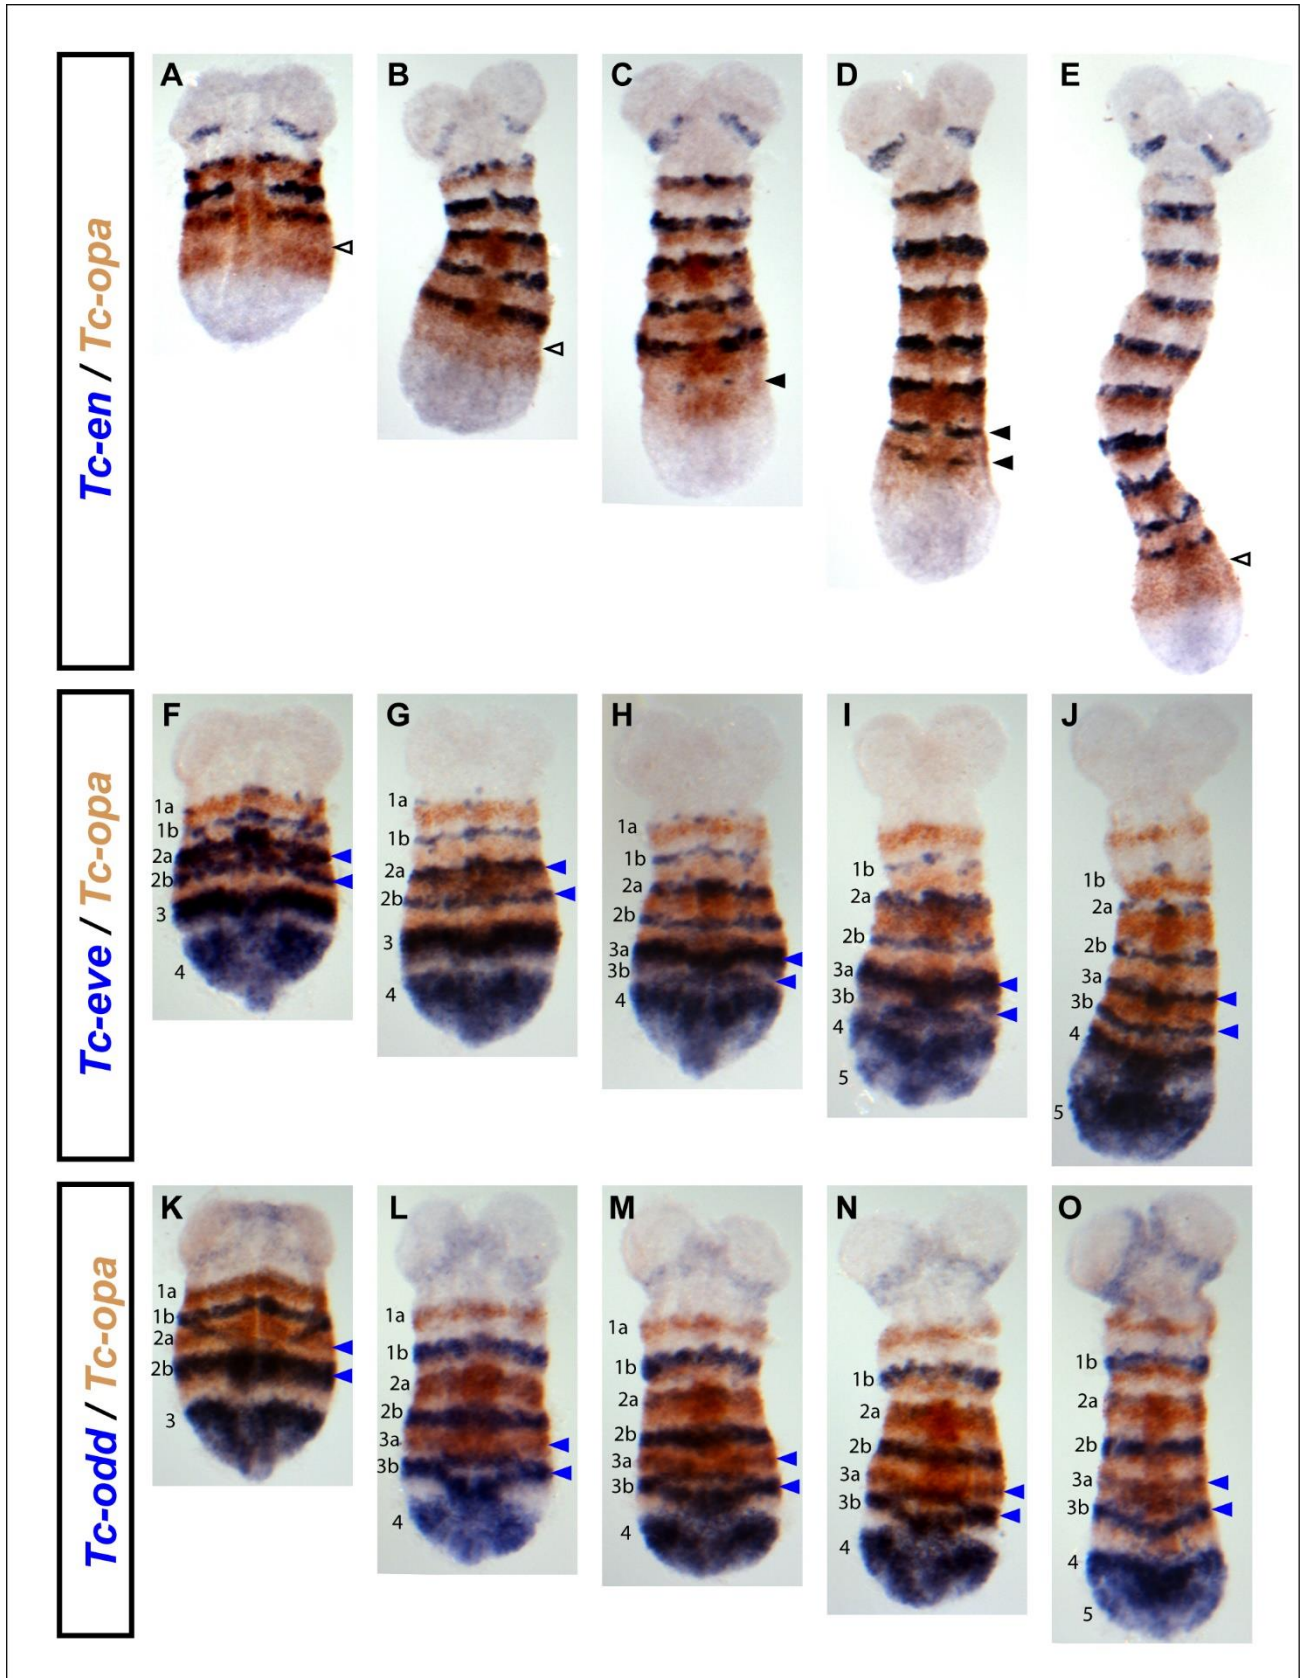 Tc-en / Tc-opa
A
B
C
D
E
Tc-eve / Tc-opa
F
1a
1b
2a
2b
3
4
G
1a
1b
2a
2b
3
4
H
1a
1b
2a
2b
3a
3b
4
I
1b
2a
2b
3a
3b
4
5
J
1b
2a
2b
3a
3b
4
5
Tc-odd / Tc-opa
K
1a
1b
2a
2b
3
L
1a
1b
2a
2b
3a
3b
4
M
1a
1b
2a
2b
3a
3b
4
N
1b
2a
2b
3a
3b
4
O
1b
2a
2b
3a
3b
4
5